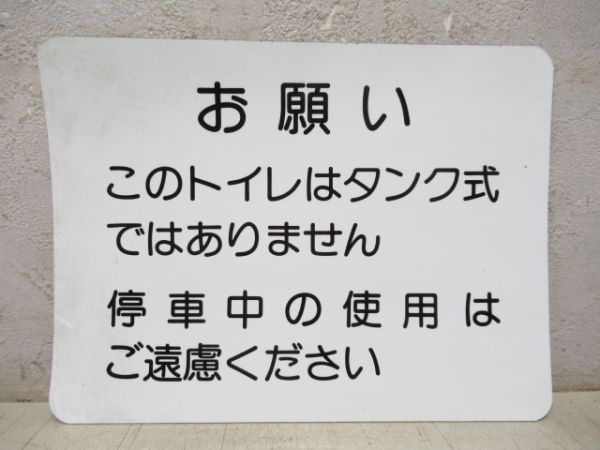 お願い
このトイレはタンク式
ではありません
停車中の使用は
ご遠慮ください